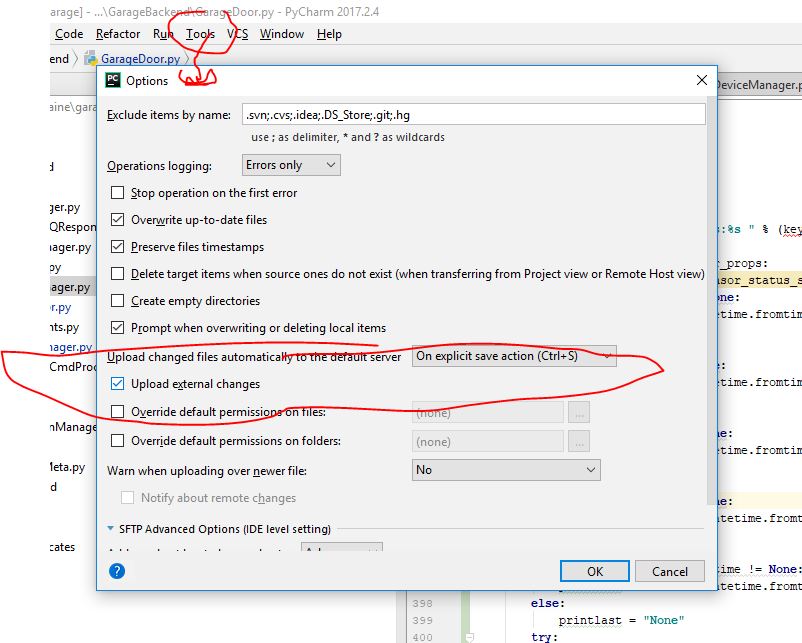 arage] - ...\GarageBackend\GarageDoor.py - PyCharm 2017.2.4
Code Refactor Run Tools VCS Window Help
end GarageDoor.py
PC Options
DeviceManager.p
aine\gara
Exclude items by name: .svn;.cvs;.idea;.DS_Store;.git;.hg
use ; as delimiter, * and ? as wildcards
Operations logging: Errors only
Stop operation on the first error
ger.py
Overwrite up-to-date files
QRespon
s:%s " % (key
Preserve files timestamps
nager.py
r_props:
py
Delete target items when source ones do not exist (when transferring from Project view or Remote Host view)
nsor_status_s
nager.py
Create empty directories
one:
or.py
etime.fromtim
nts.py
Prompt when overwriting or deleting local items
nager.py
Upload changed files automatically to the default server On explicit save action (Ctrl+S)
CmdProc
e:
Upload external changes
etime.fromtim
Override default permissions on files: (none) ...
nManage
ne:
Override default permissions on folders: (none) ...
etime.fromtim
Meta.py
Warn when uploading over newer file: No
d
Notify about remote changes
ne:
atetime.fromt
SFTP Advanced Options (IDE level setting)
cates
time != None:
? OK Cancel
atetime.fromt
398 else:
399 printlast = "None"
400 try: